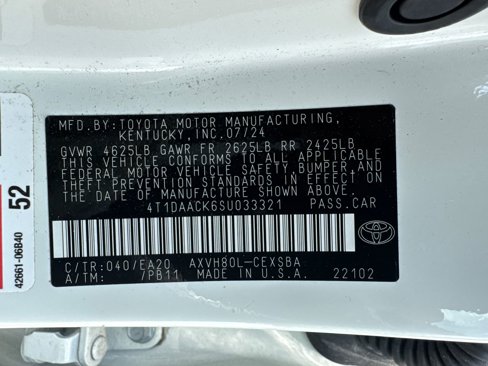 MFD. BY: TOYOTA MOTOR MANUFACTURING,
KENTUCKY, INC. 07/24
GVWR 4625LB GAWR FR 2625LB RR 2425LB
THIS VEHICLE CONFORMS TO ALL APPLICABLE
FEDERAL MOTOR VEHICLE SAFETY, BUMPER, AND
THEFT PREVENTION STANDARDS IN EFFECT ON THE
DATE OF MANUFACTURE SHOWN ABOVE.
4T1DAACK6SU033321 PASS.CAR
C/TR:040/EA20 AXVH80L-CEXSBA
A/TM: /PB11 MADE IN U.S.A. 22102
52
42661-06B40